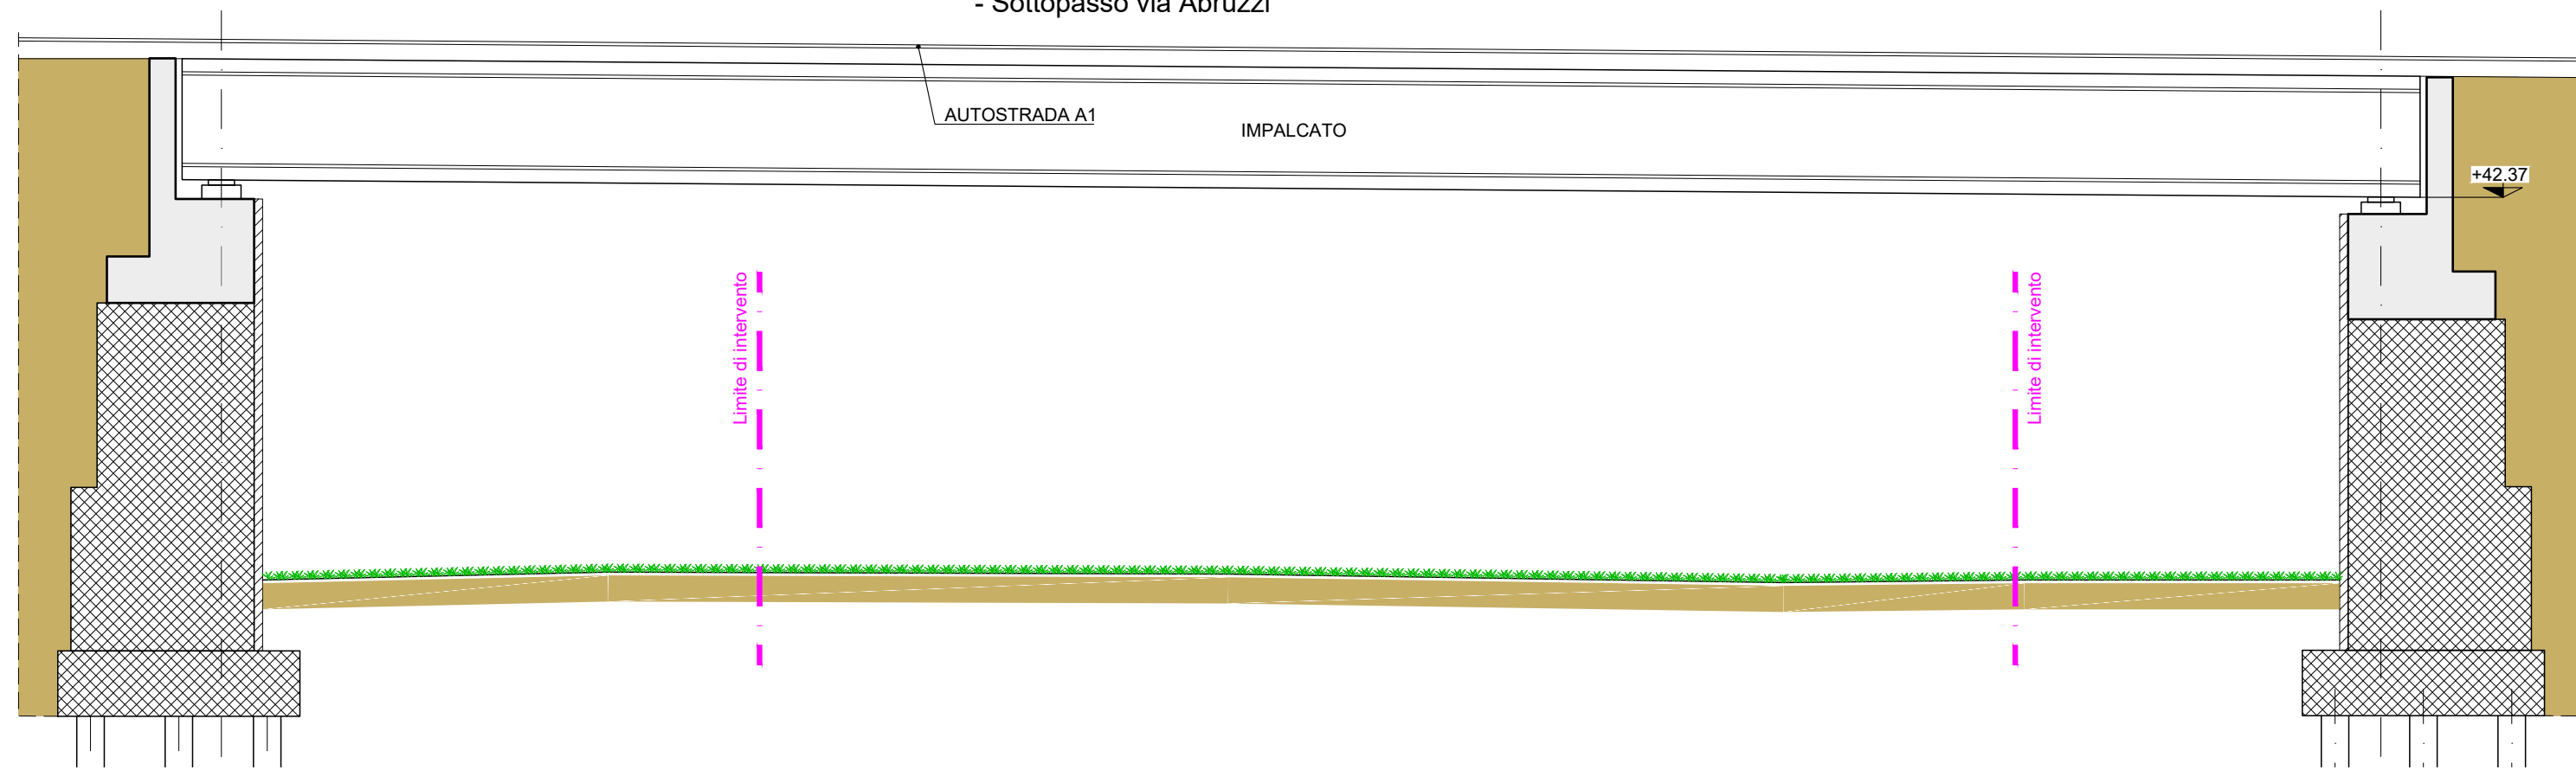 - Sottopasso via Abruzzi
AUTOSTRADA A1
IMPALCATO
+42.37
Limite di intervento
Limite di intervento